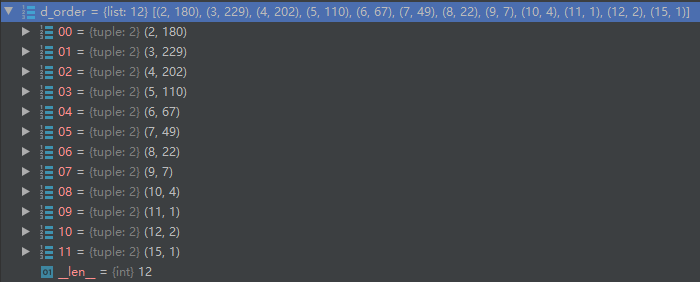 d_order = {list: 12} [(2, 180), (3, 229), (4, 202), (5, 110), (6, 67), (7, 49), (8, 22), (9, 7), (10, 4), (11, 1), (12, 2), (15, 1)]
00 = {tuple: 2} (2, 180)
01 = {tuple: 2} (3, 229)
02 = {tuple: 2} (4, 202)
03 = {tuple: 2} (5, 110)
04 = {tuple: 2} (6, 67)
05 = {tuple: 2} (7, 49)
06 = {tuple: 2} (8, 22)
07 = {tuple: 2} (9, 7)
08 = {tuple: 2} (10, 4)
09 = {tuple: 2} (11, 1)
10 = {tuple: 2} (12, 2)
11 = {tuple: 2} (15, 1)
01 __len__ = {int} 12